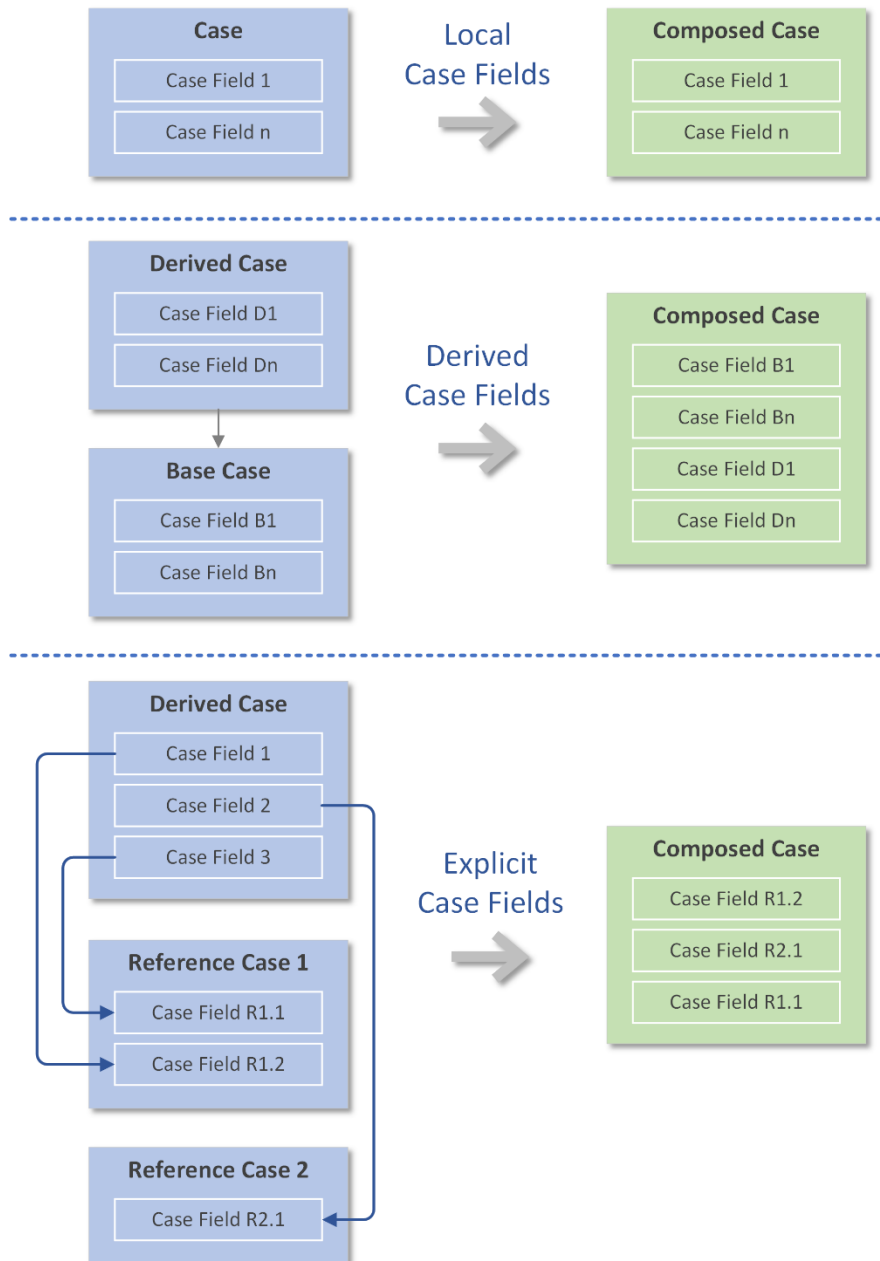 Case
Case Field 1
Case Field n
Local
Case Fields
Composed Case
Case Field 1
Case Field n
Derived Case
Case Field D1
Case Field Dn
Base Case
Case Field B1
Case Field Bn
Derived
Case Fields
Composed Case
Case Field B1
Case Field Bn
Case Field D1
Case Field Dn
Derived Case
Case Field 1
Case Field 2
Case Field 3
Reference Case 1
Case Field R1.1
Case Field R1.2
Reference Case 2
Case Field R2.1
Explicit
Case Fields
Composed Case
Case Field R1.2
Case Field R2.1
Case Field R1.1